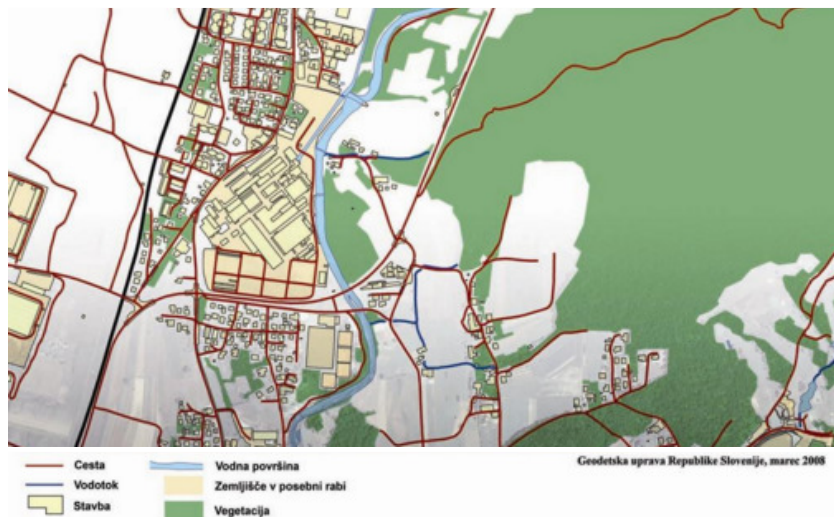 Cesta
Vodotok
Stavba
Vodna površina
Zemljišče v posebni rabi
Vegetacija
Geodetska uprava Republike Slovenije, marec 2008